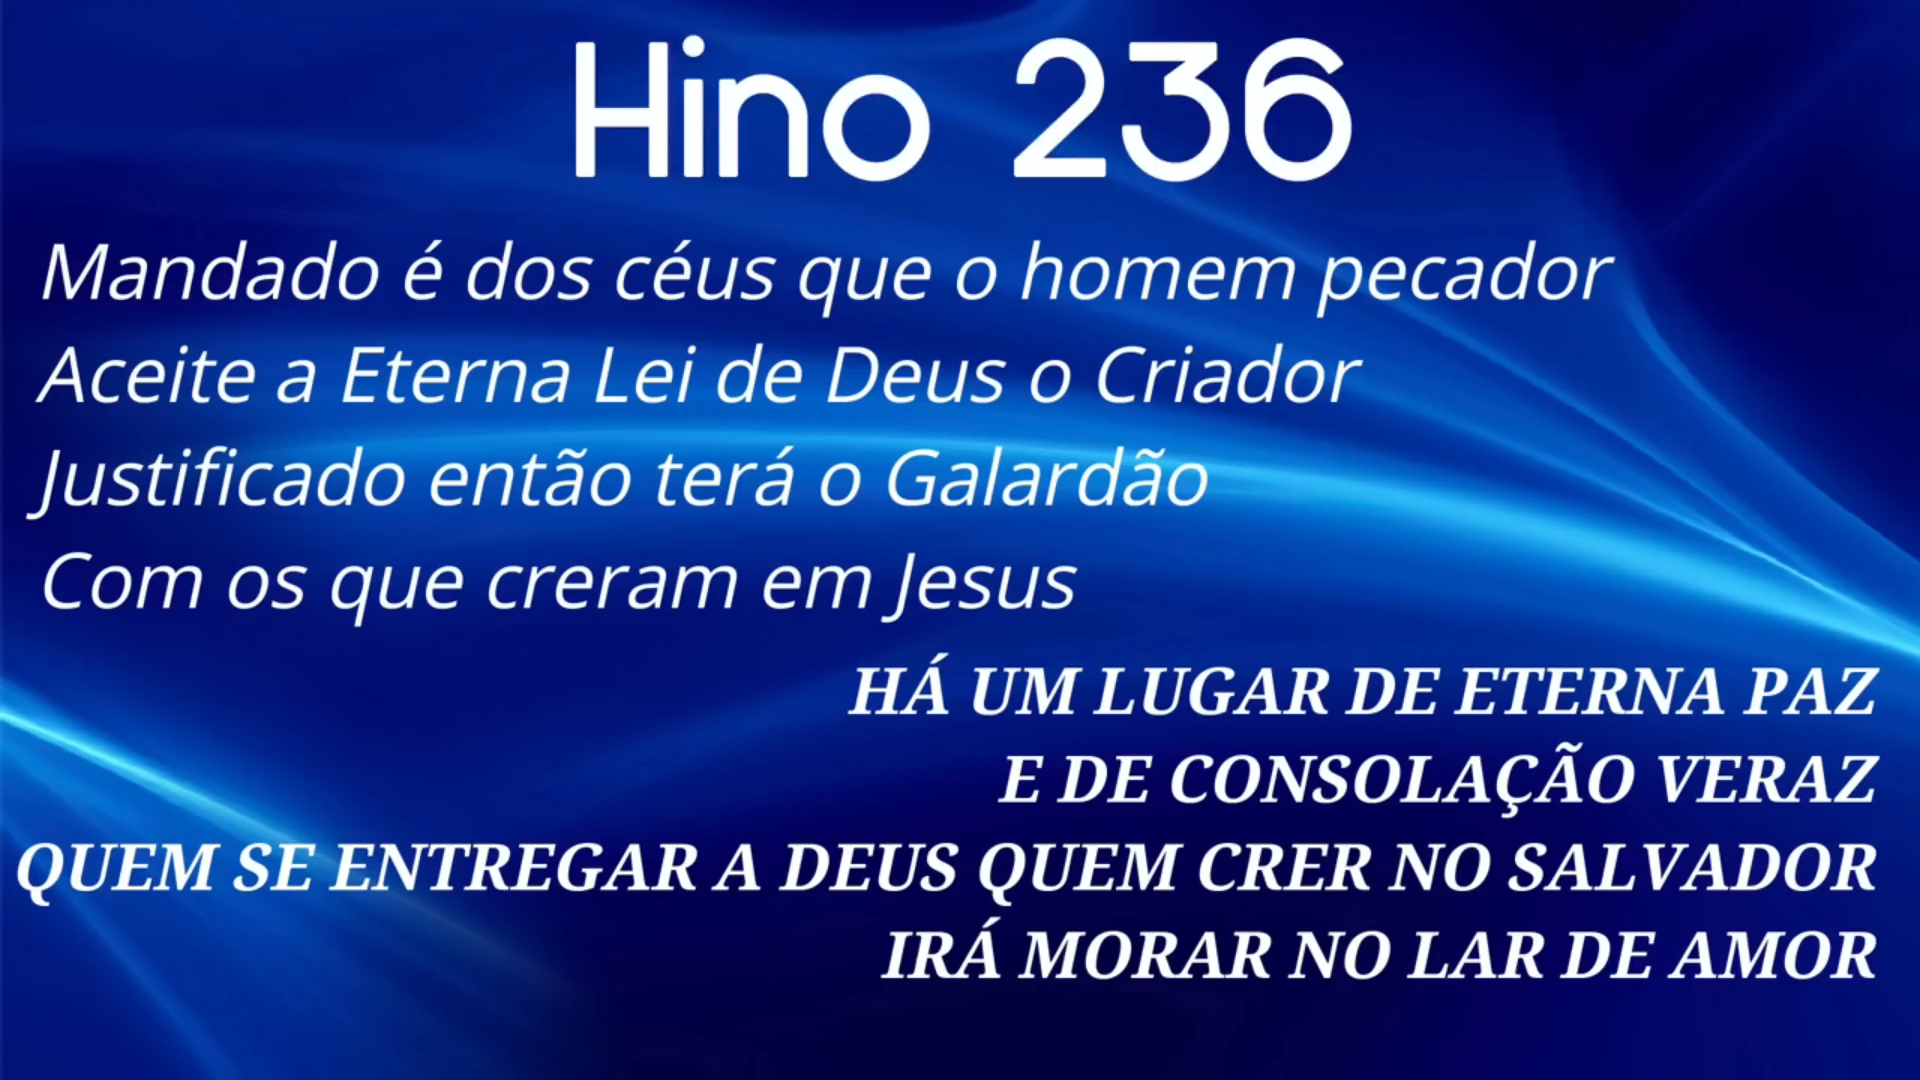 Hino 236
Mandado é dos céus que o homem pecador
Aceite a Eterna Lei de Deus o Criador
Justificado então terá o Galardão
Com os que creram em Jesus
HÁ UM LUGAR DE ETERNA PAZ
E DE CONSOLAÇÃO VERAZ
QUEM SE ENTREGAR A DEUS QUEM CRER NO SALVADOR
IRÁ MORAR NO LAR DE AMOR